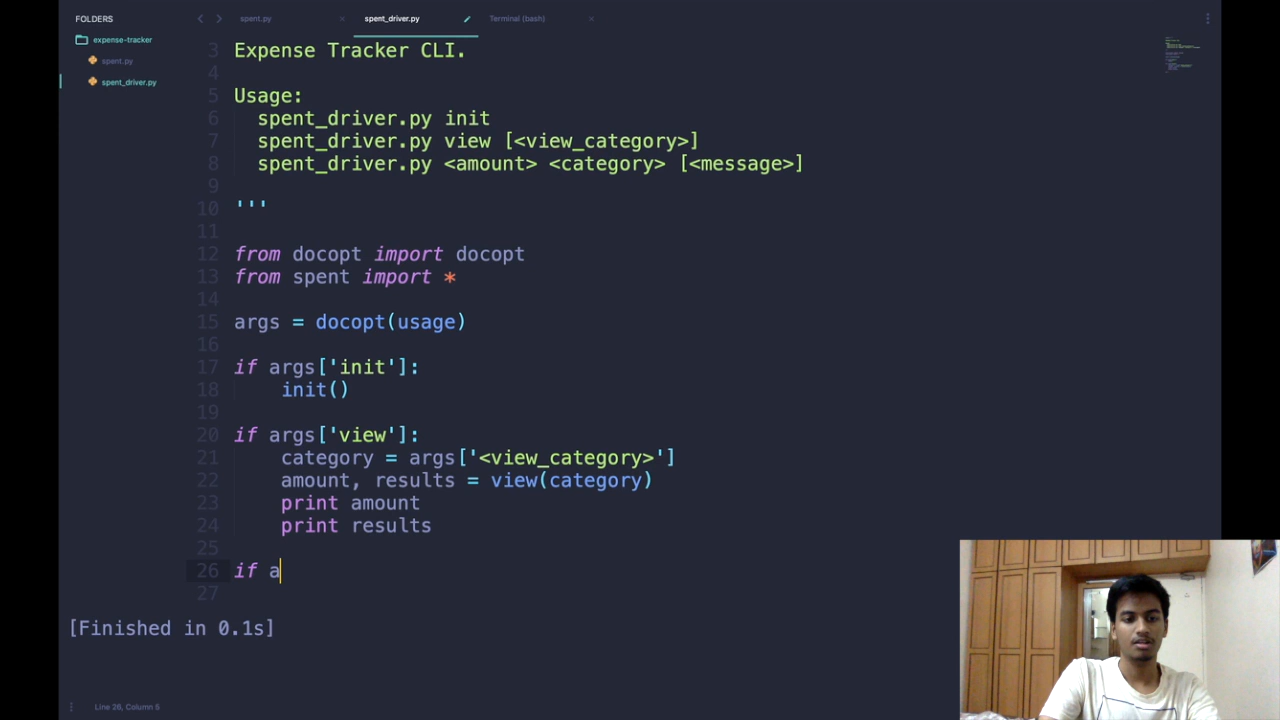 FOLDERS
expense-tracker
spent.py
spent_driver.py
spent.py
spent_driver.py
Terminal (bash)
3 Expense Tracker CLI.
4
5 Usage:
6 spent_driver.py init
7 spent_driver.py view [<view_category>]
8 spent_driver.py <amount> <category> [<message>]
9
10 '''
11
12 from docopt import docopt
13 from spent import *
14
15 args = docopt(usage)
16
17 if args['init']:
18 init()
19
20 if args['view']:
21 category = args['<view_category>']
22 amount, results = view(category)
23 print amount
24 print results
25
26 if a
27
[Finished in 0.1s]
Line 26, Column 5